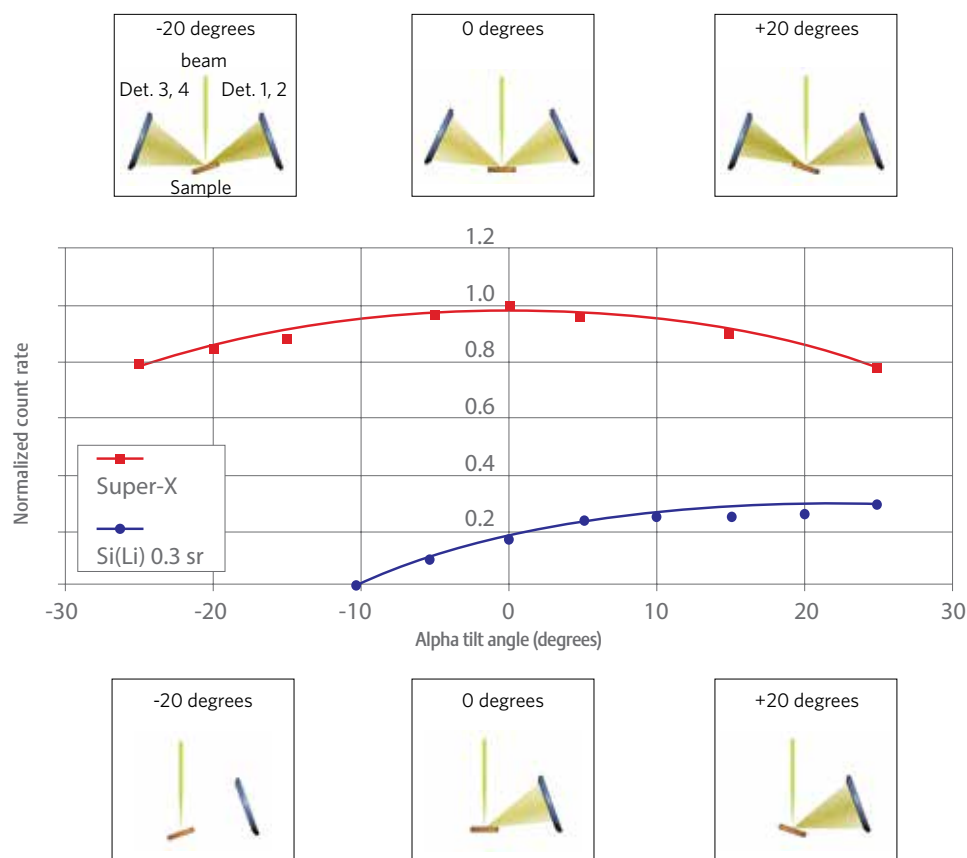 -20 degrees
0 degrees
+20 degrees
beam
Det. 3, 4
Det. 1, 2
Sample
Normalized count rate
1.2
1.0
0.8
0.6
0.4
0.2
Super-X
Si(Li) 0.3 sr
-30
-20
-10
0
10
20
30
Alpha tilt angle (degrees)
-20 degrees
0 degrees
+20 degrees